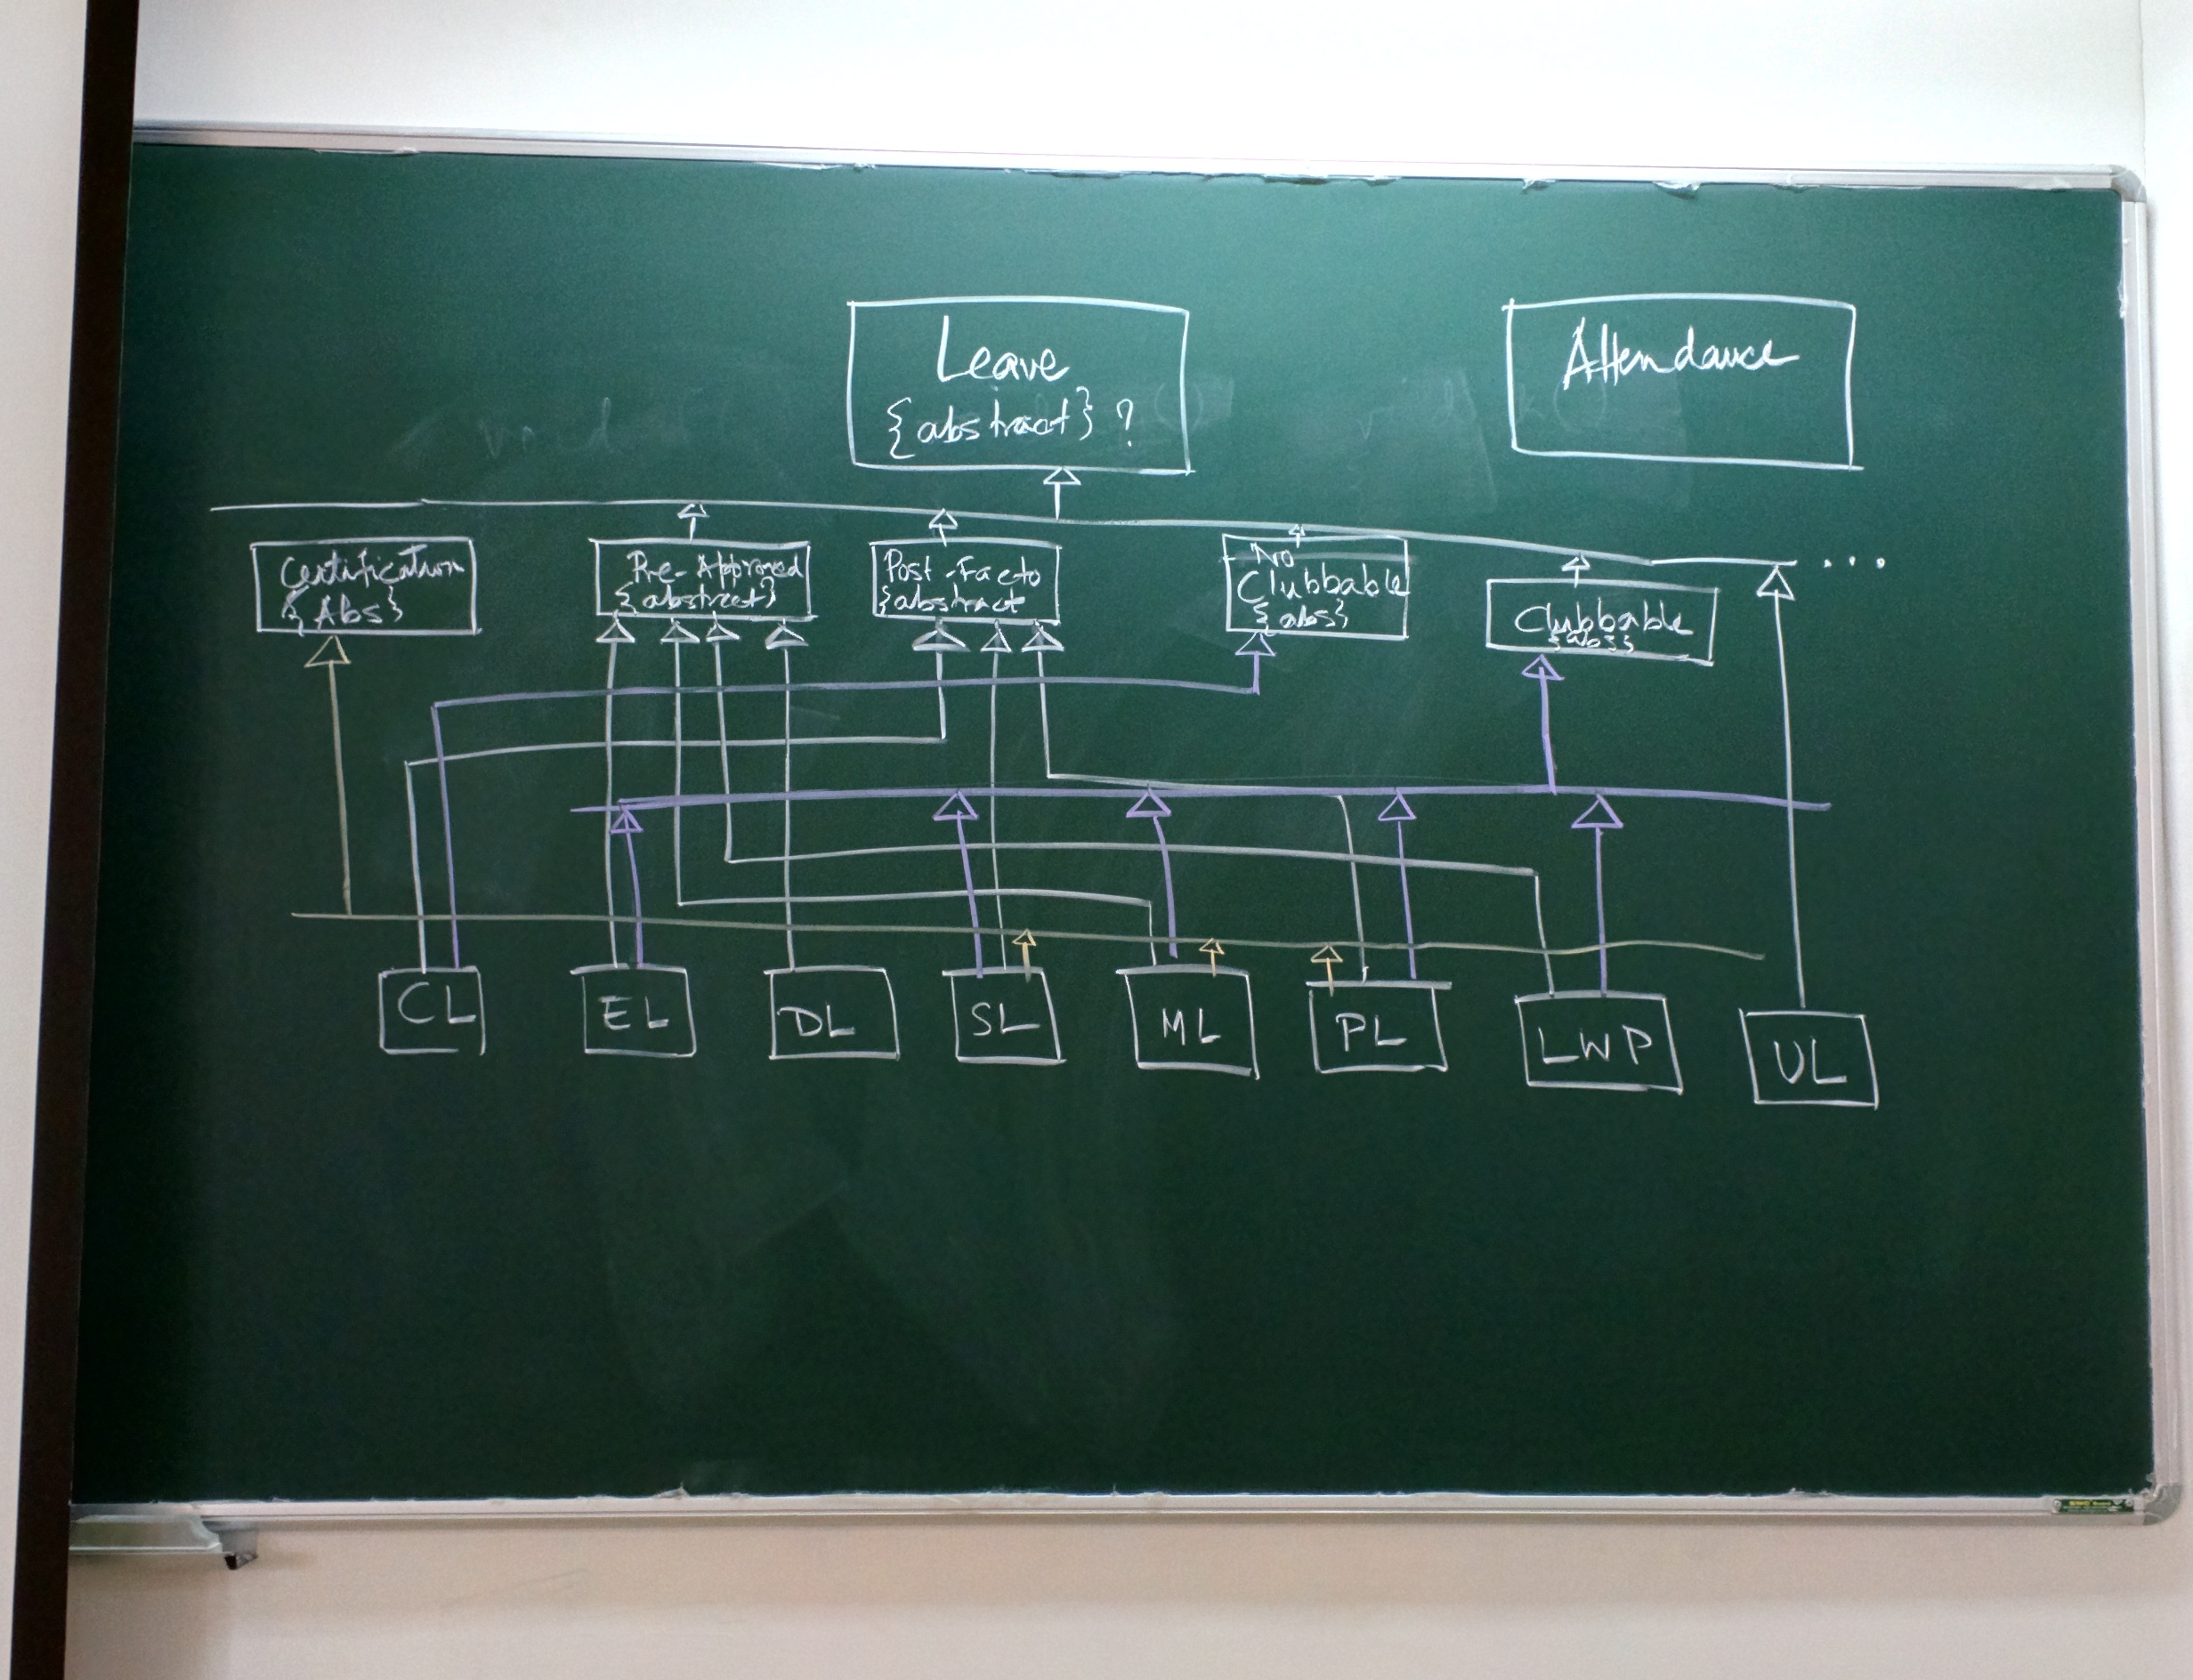 Leave
{abstract} ?
Attendance
Certification
{Abs}
Pre-Approved
{abstract}
Post-Facto
{abstract
No
Clubbable
{abs}
Clubbable
{abs}
...
CL
EL
DL
SL
ML
PL
LWP
UL